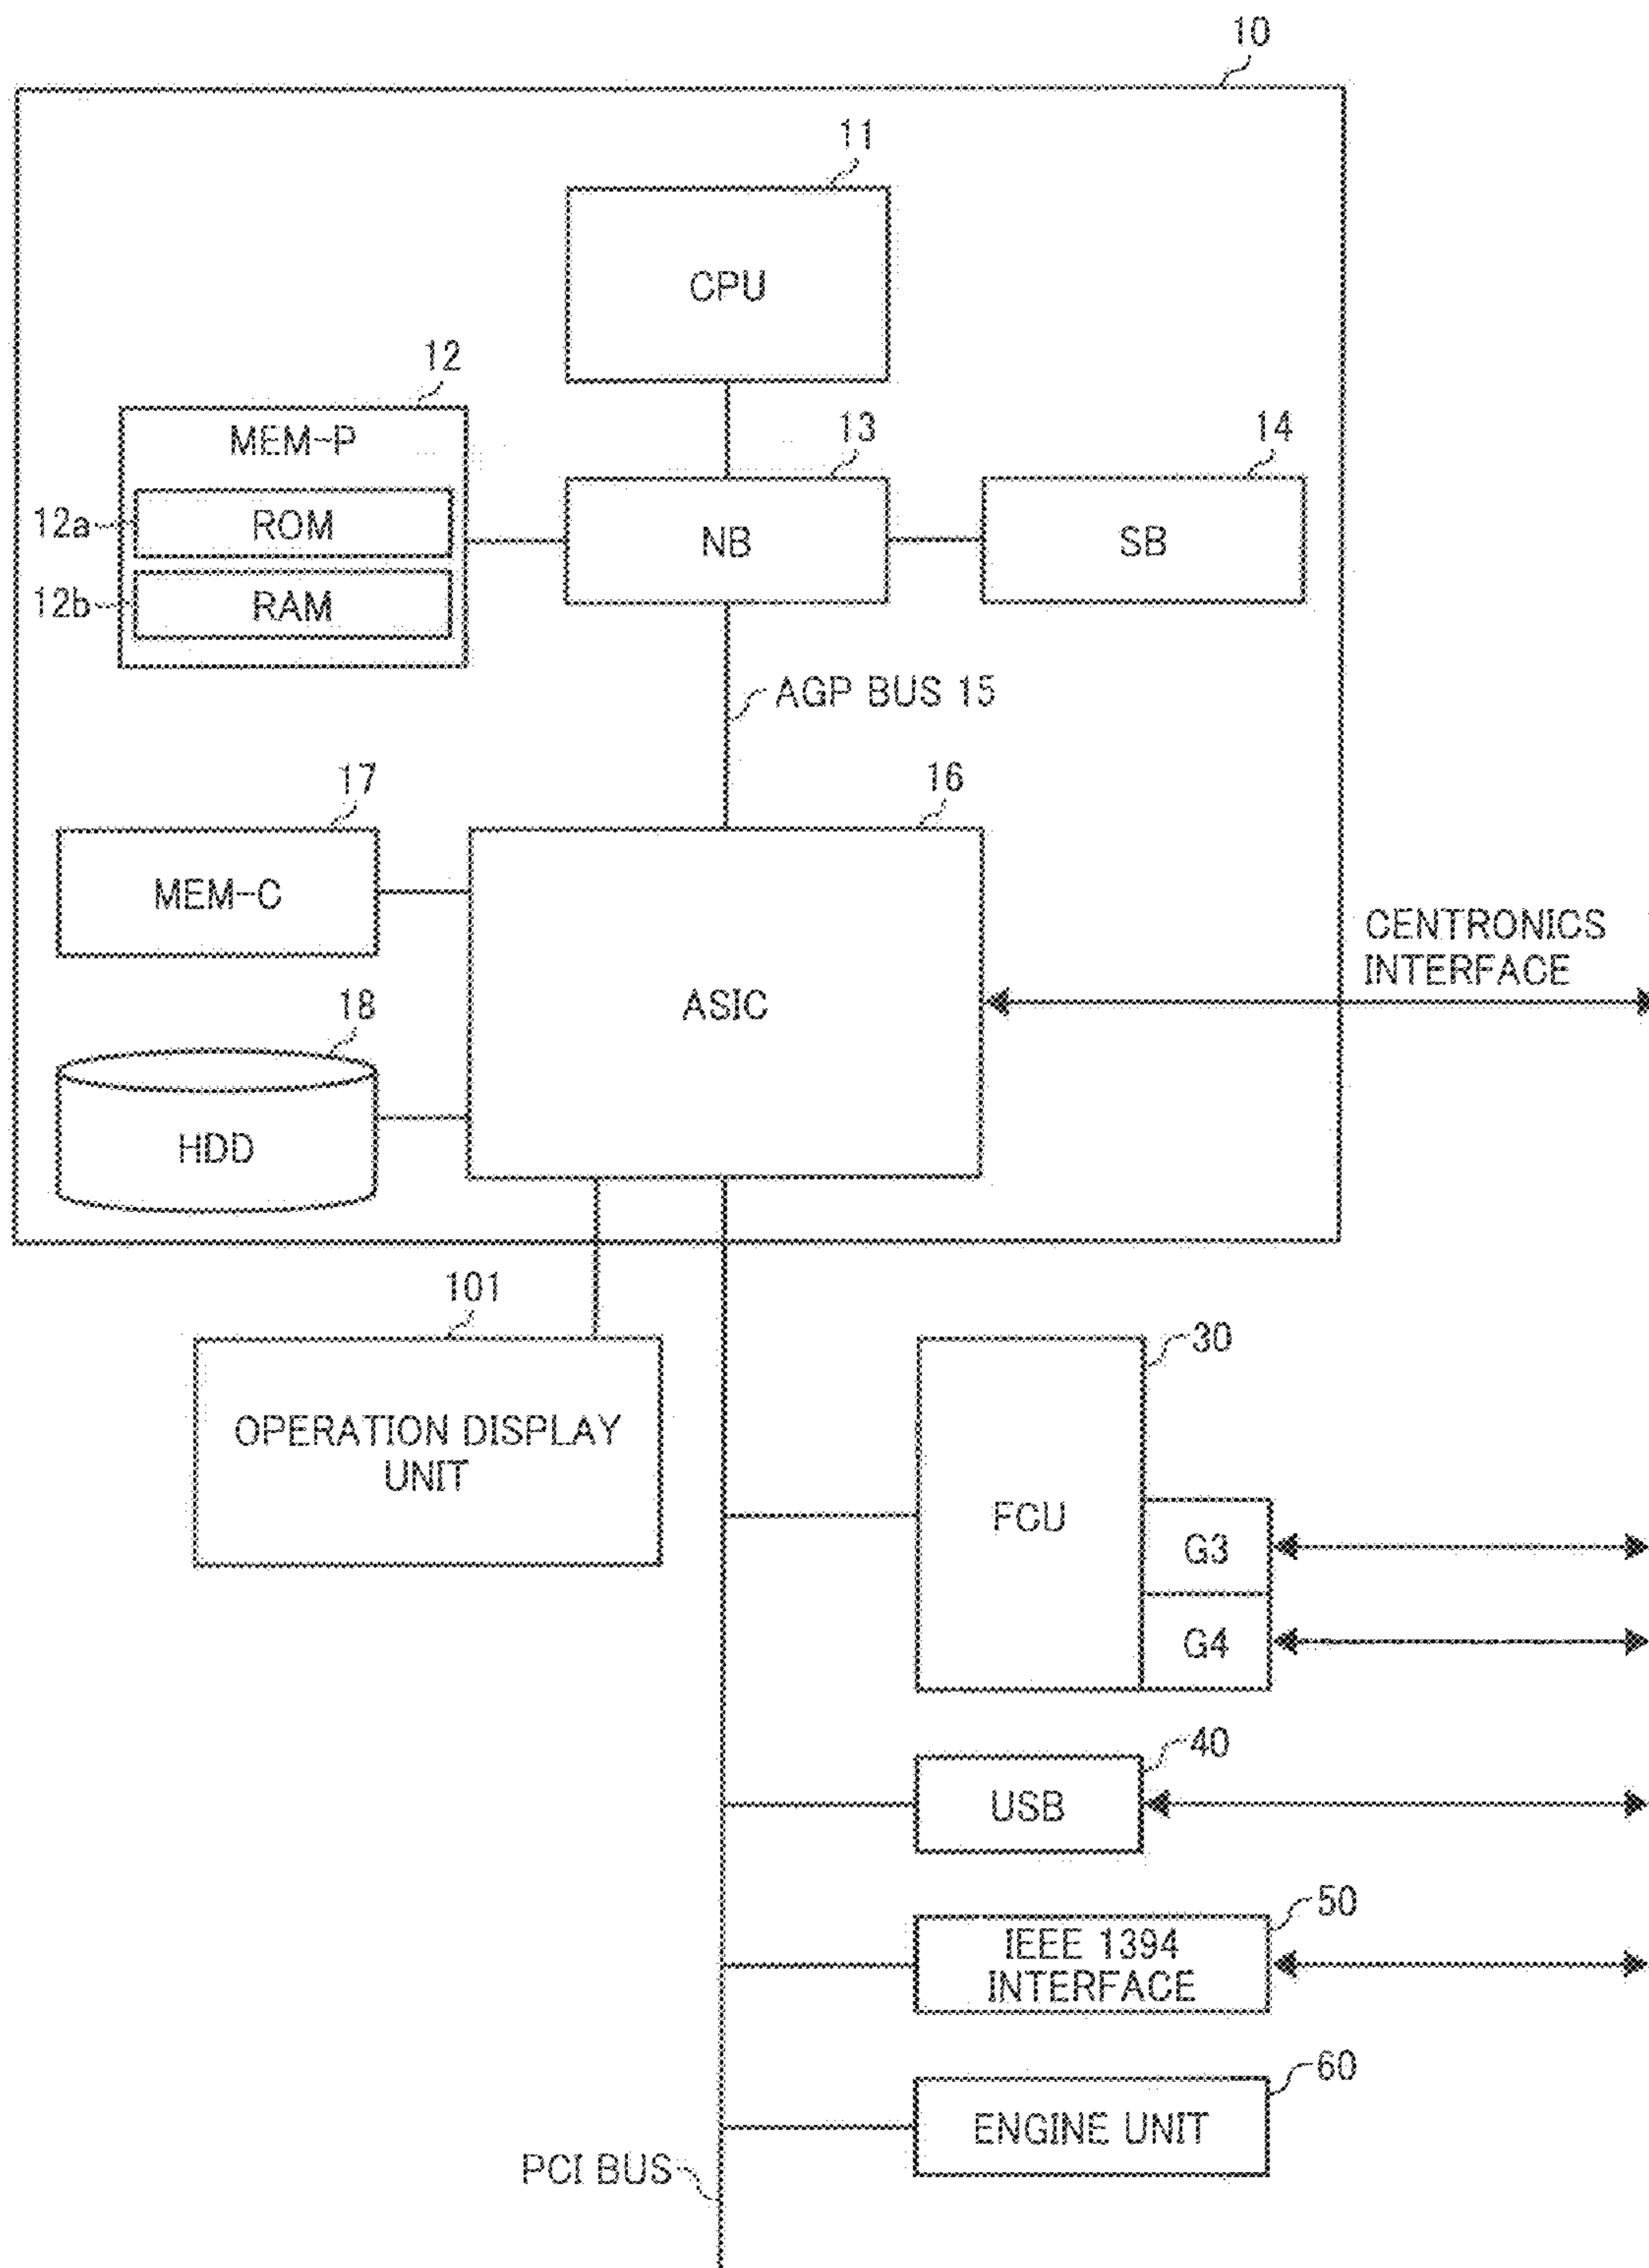 10
11
CPU
12
MEM-P
12a
ROM
12b
RAM
13
NB
14
SB
AGP BUS 15
17
MEM-C
16
ASIC
CENTRONICS
INTERFACE
18
HDD
101
OPERATION DISPLAY
UNIT
30
FCU
G3
G4
40
USB
50
IEEE 1394
INTERFACE
60
ENGINE UNIT
PCI BUS